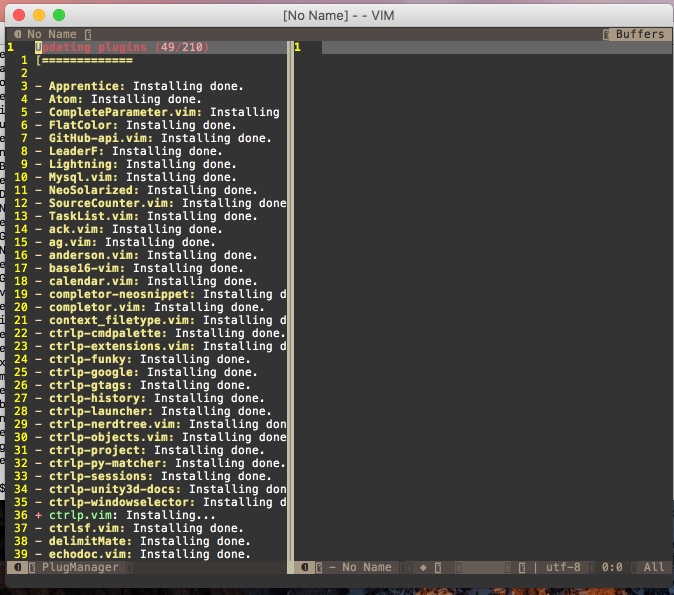 [No Name] - - VIM
No Name
Buffers
1 Updating plugins (49/210)
1
1 [=============
2
3 - Apprentice: Installing done.
4 - Atom: Installing done.
5 - CompleteParameter.vim: Installing
6 - FlatColor: Installing done.
7 - GitHub-api.vim: Installing done.
8 - LeaderF: Installing done.
9 - Lightning: Installing done.
10 - Mysql.vim: Installing done.
11 - NeoSolarized: Installing done.
12 - SourceCounter.vim: Installing done
13 - TaskList.vim: Installing done.
14 - ack.vim: Installing done.
15 - ag.vim: Installing done.
16 - anderson.vim: Installing done.
17 - base16-vim: Installing done.
18 - calendar.vim: Installing done.
19 - completor-neosnippet: Installing d
20 - completor.vim: Installing done.
21 - context_filetype.vim: Installing d
22 - ctrlp-cmdpalette: Installing done.
23 - ctrlp-extensions.vim: Installing d
24 - ctrlp-funky: Installing done.
25 - ctrlp-google: Installing done.
26 - ctrlp-gtags: Installing done.
27 - ctrlp-history: Installing done.
28 - ctrlp-launcher: Installing done.
29 - ctrlp-nerdtree.vim: Installing don
30 - ctrlp-objects.vim: Installing done
31 - ctrlp-project: Installing done.
32 - ctrlp-py-matcher: Installing done.
33 - ctrlp-sessions: Installing done.
34 - ctrlp-unity3d-docs: Installing don
35 - ctrlp-windowselector: Installing d
36 + ctrlp.vim: Installing...
37 - ctrlsf.vim: Installing done.
38 - delimitMate: Installing done.
39 - echodoc.vim: Installing done.
❶ PlugManager
❶ - No Name ◆ | utf-8 0:0 All